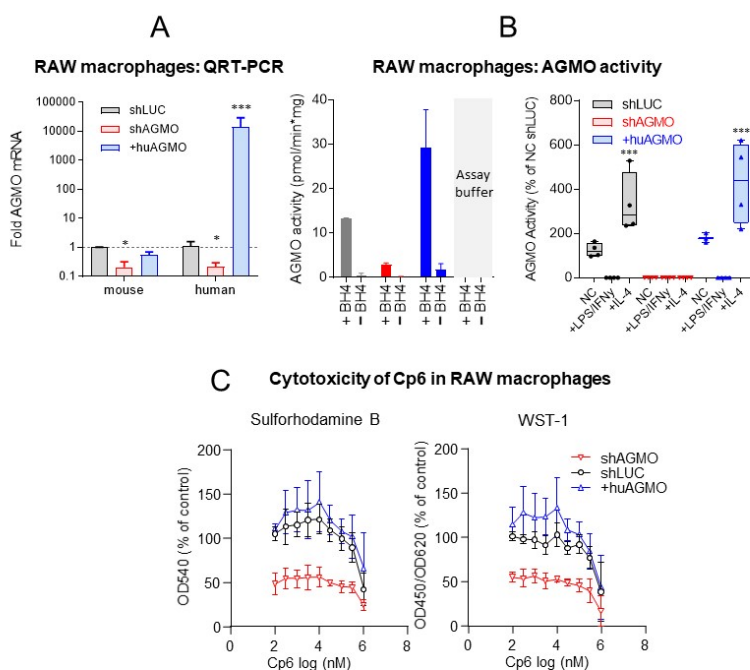 A
B
RAW macrophages: QRT-PCR
RAW macrophages: AGMO activity
Fold AGMO mRNA
100000
10000
1000
100
10
1
0.1
shLUC
shAGMO
+huAGMO
***
*
*
mouse
human
AGMO activity (pmol/min*mg)
40
30
20
10
0
Assay
buffer
+ BH4
– BH4
+ BH4
– BH4
+ BH4
– BH4
+ BH4
– BH4
AGMO Activity (% of NC shLUC)
800
600
400
200
0
shLUC
shAGMO
+huAGMO
***
***
NC
+LPS/IFNy
+IL-4
NC
+LPS/IFNy
+IL-4
NC
+LPS/IFNy
+IL-4
C
Cytotoxicity of Cp6 in RAW macrophages
Sulforhodamine B
WST-1
OD540 (% of control)
200
150
100
50
0
0 2 4 6 8
Cp6 log (nM)
OD450/OD620 (% of control)
200
150
100
50
0
0 2 4 6 8
Cp6 log (nM)
shAGMO
shLUC
+huAGMO